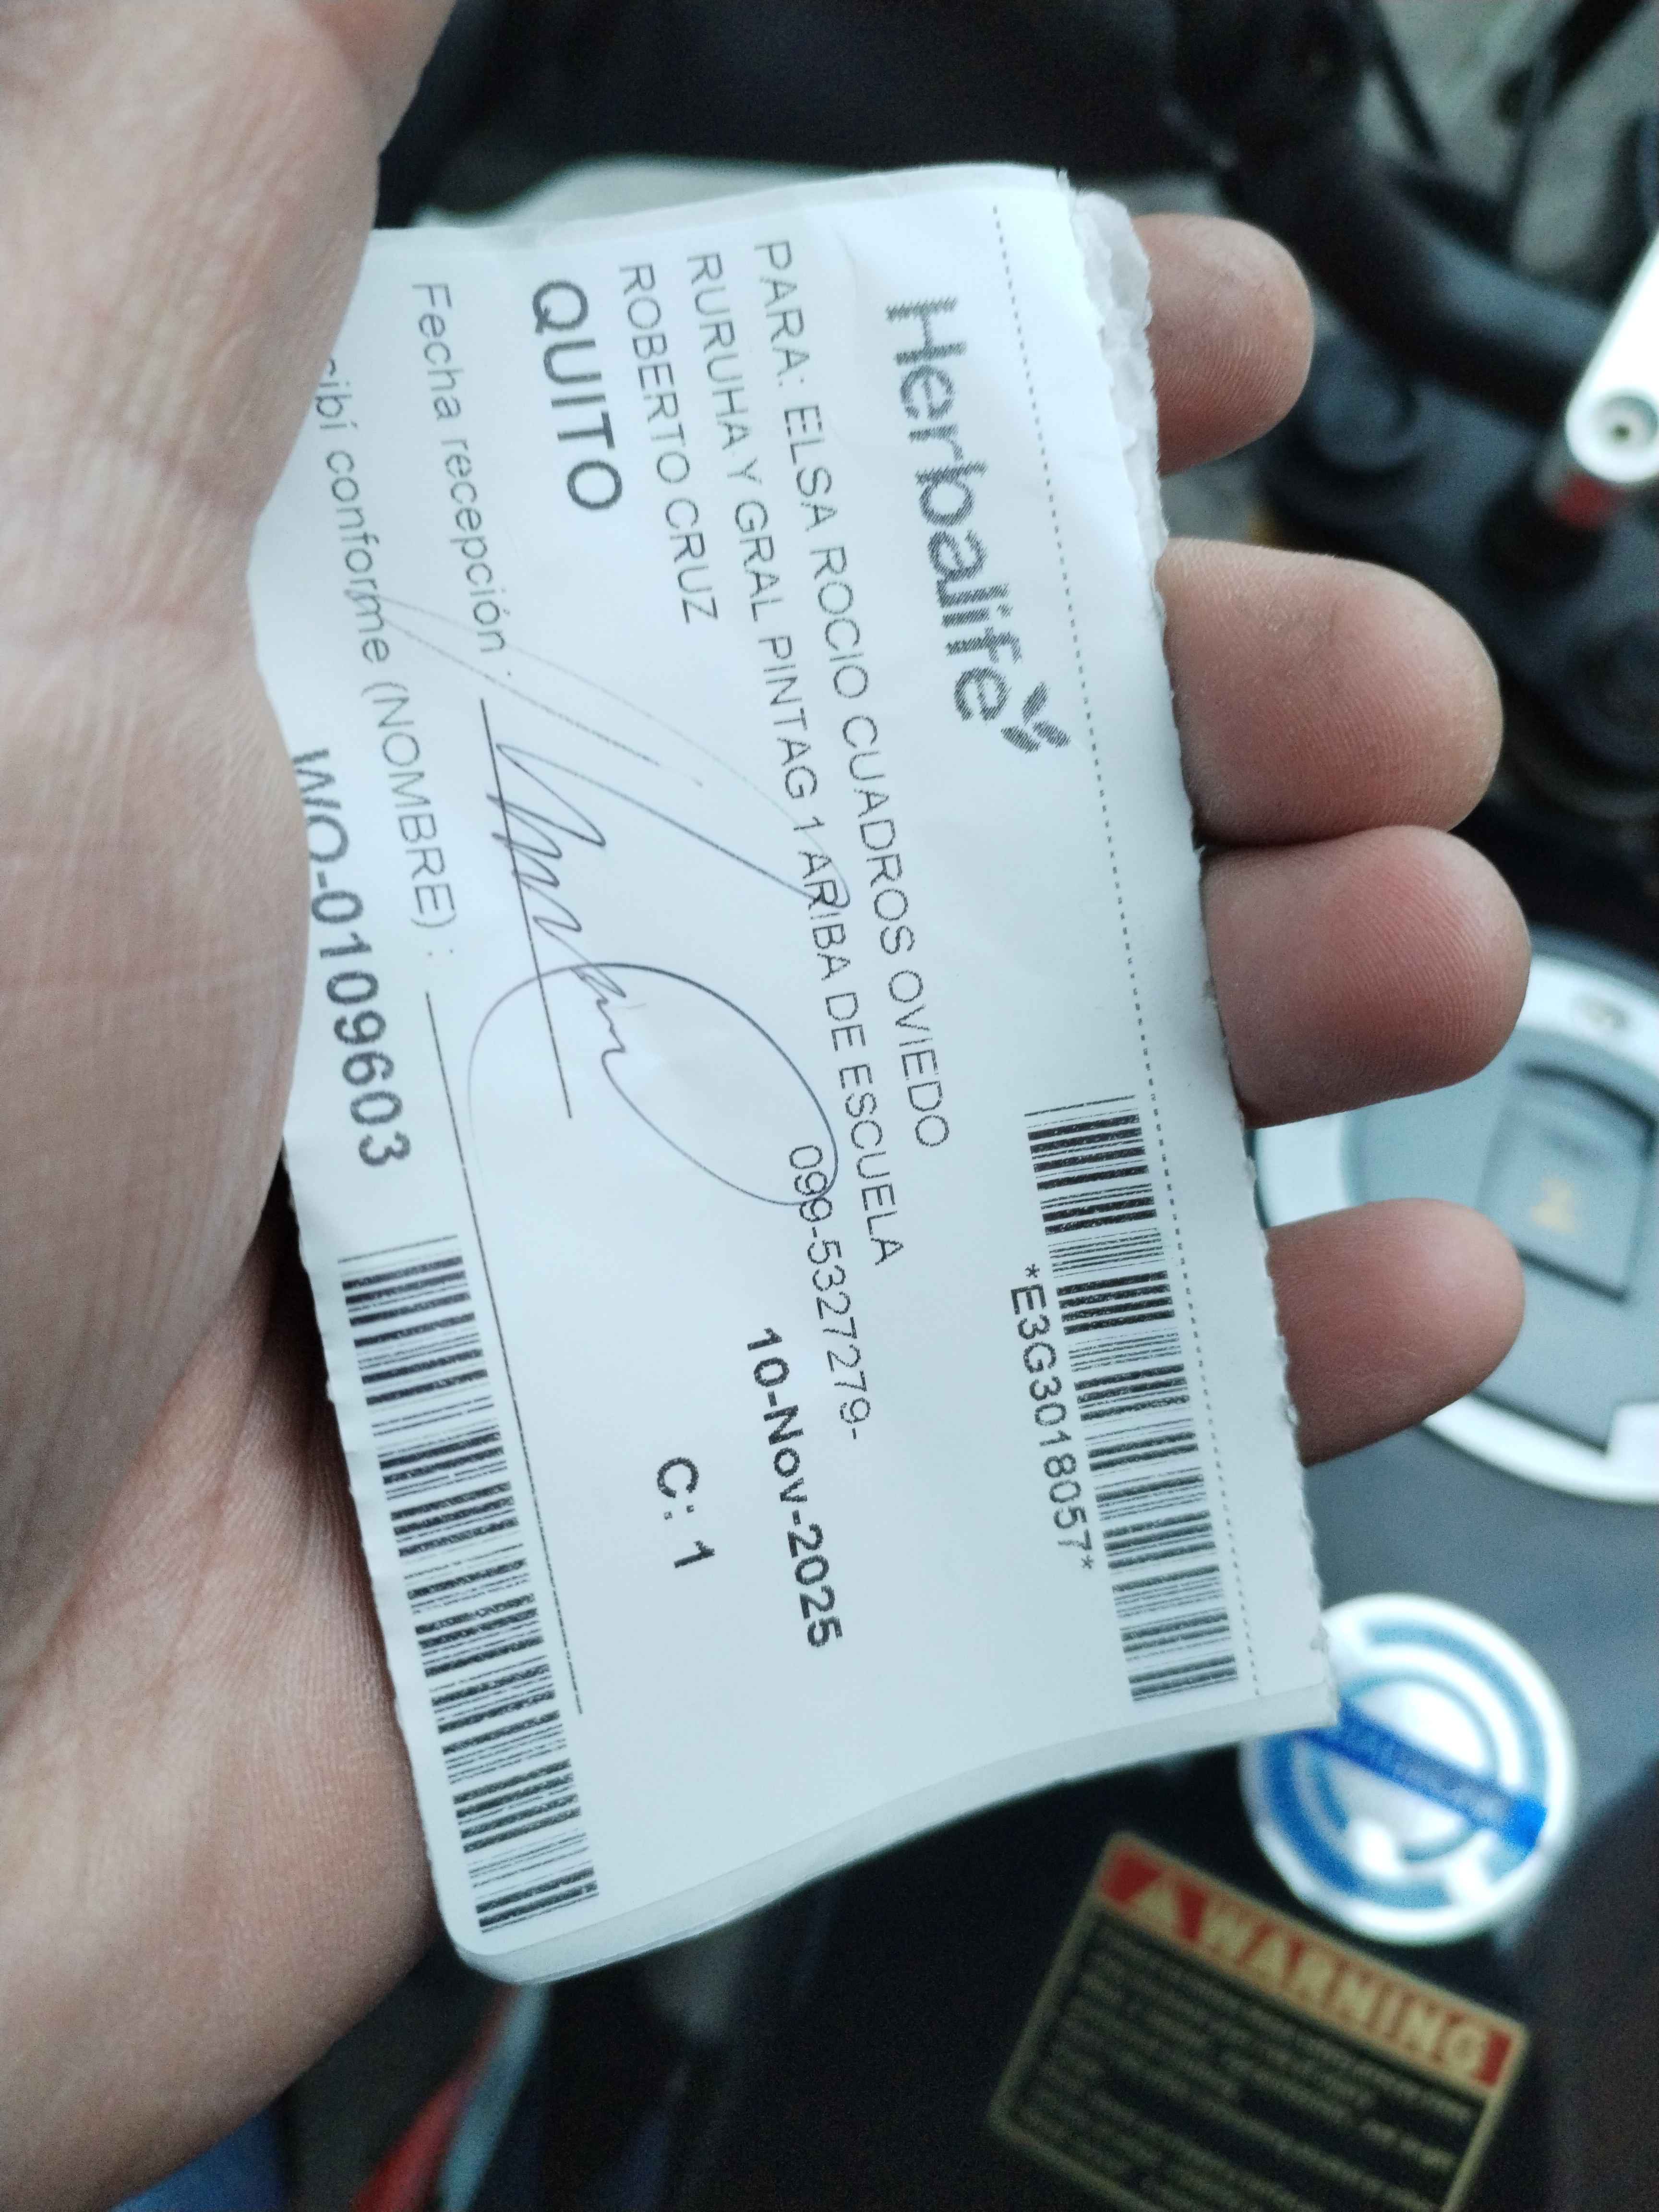 Herbalife
*E3G3018057*
PARA: ELSA ROCIO CUADROS OVIEDO
RURUHA Y GRAL PINTAG 1 ARIBA DE ESCUELA
ROBERTO CRUZ
099-5327279-
QUITO
10-Nov-2025
C: 1
Fecha recepción :
cibí conforme (NOMBRE) :
WO-0109603
WARNING